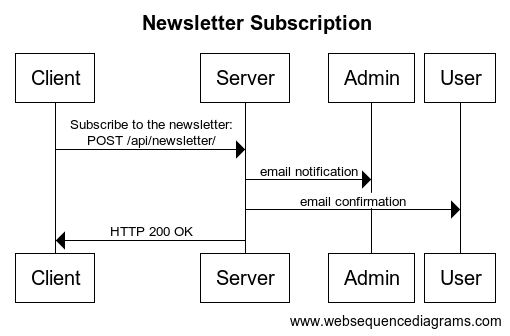 Newsletter Subscription
Client
Server
Admin
User
Subscribe to the newsletter:
POST /api/newsletter/
email notification
email confirmation
HTTP 200 OK
Client
Server
Admin
User
www.websequencediagrams.com